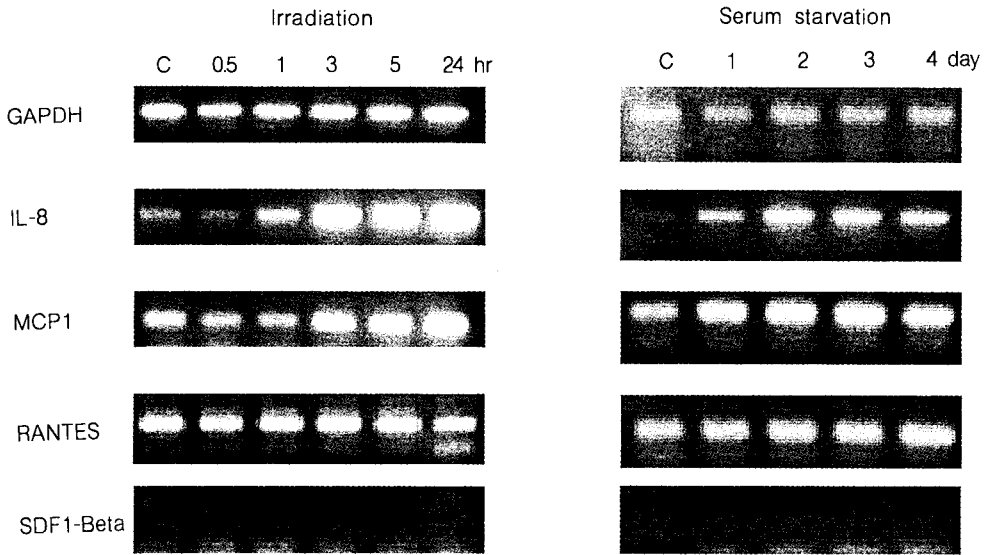 Irradiation
Serum starvation
C 0.5 1 3 5 24 hr
C 1 2 3 4 day
GAPDH
IL-8
MCP1
RANTES
SDF1-Beta